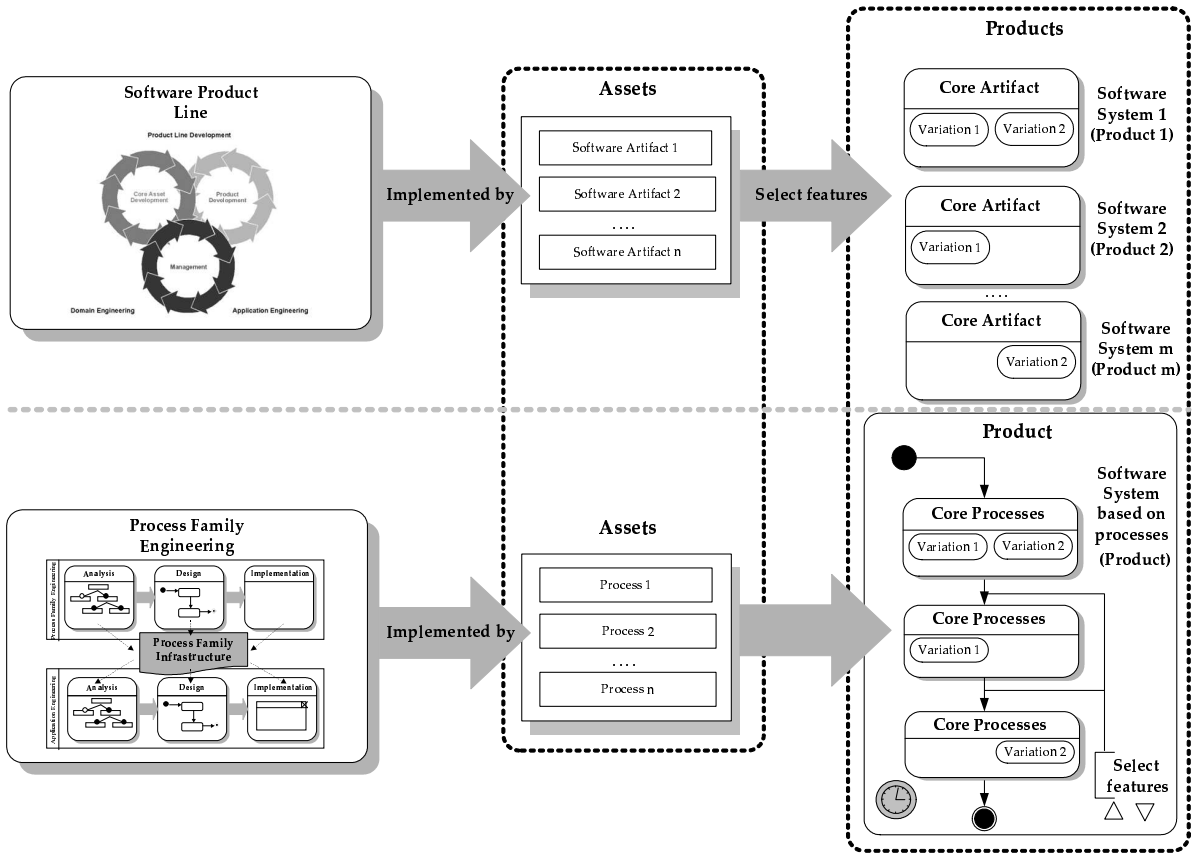 Software Product
Line
Product Line Development
Core Asset
Development
Product
Development
Management
Domain Engineering
Application Engineering
Implemented by
Assets
Software Artifact 1
Software Artifact 2
....
Software Artifact n
Select features
Products
Core Artifact
Variation 1
Variation 2
Software
System 1
(Product 1)
Core Artifact
Variation 1
Software
System 2
(Product 2)
....
Core Artifact
Variation 2
Software
System m
(Product m)
Process Family
Engineering
Process Family Engineering
Analysis
Design
Implementation
Process Family
Infrastructure
Application Engineering
Analysis
Design
Implementation
Implemented by
Assets
Process 1
Process 2
....
Process n
Product
Software
System
based on
processes
(Product)
Core Processes
Variation 1
Variation 2
Core Processes
Variation 1
Core Processes
Variation 2
Select
features